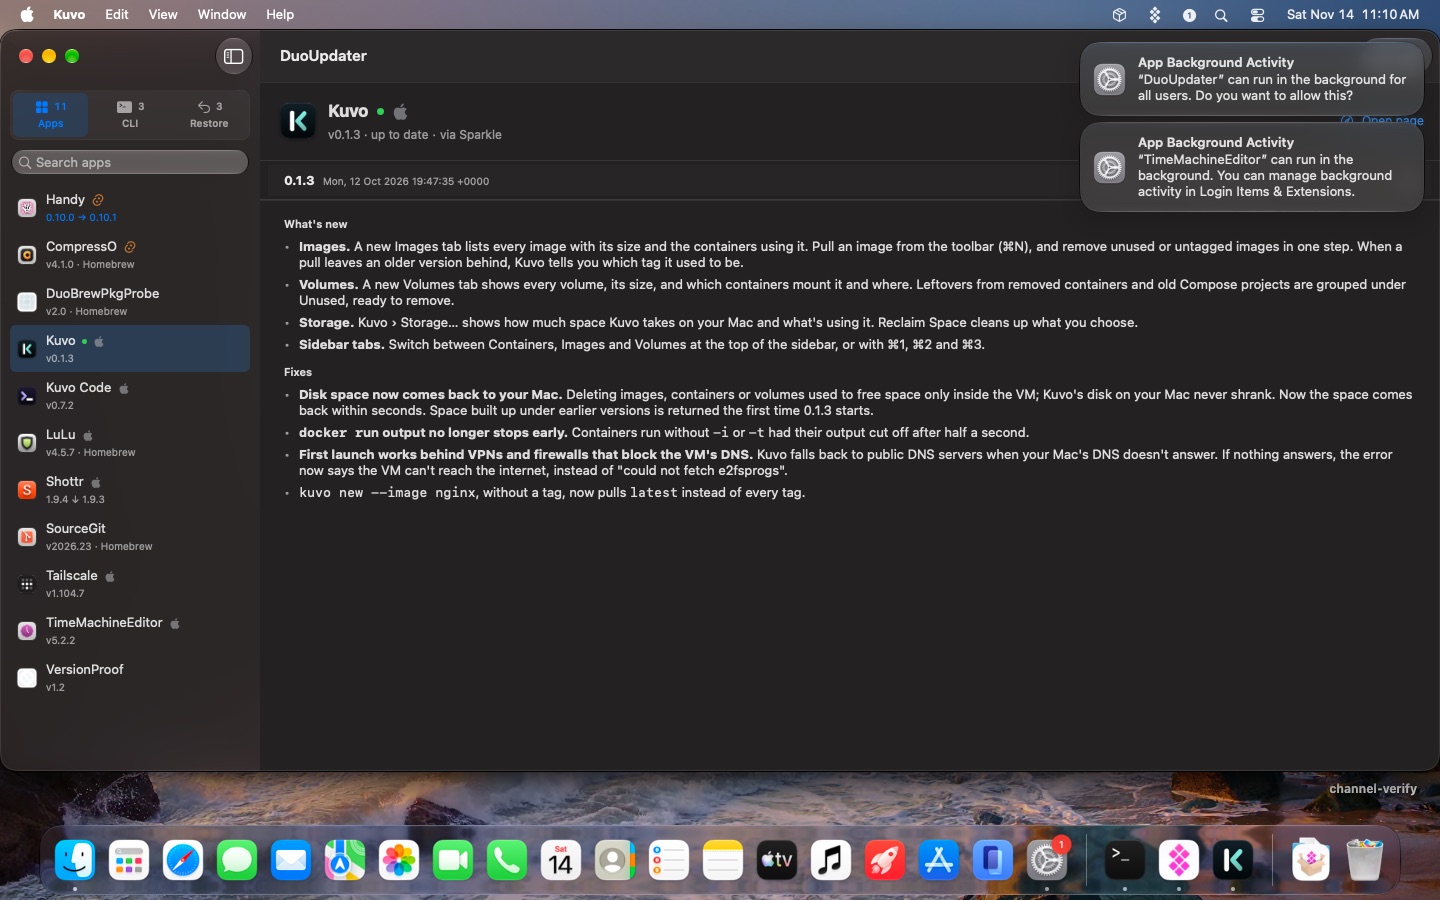 Kuvo Edit View Window Help
1 Sat Nov 14 11:10 AM
DuoUpdater
11 Apps
3 CLI
3 Restore
Search apps
Handy
0.10.0 → 0.10.1
CompressO
v4.1.0 · Homebrew
DuoBrewPkgProbe
v2.0 · Homebrew
Kuvo
v0.1.3
Kuvo Code
v0.7.2
LuLu
v4.5.7 · Homebrew
Shottr
1.9.4 ↓ 1.9.3
SourceGit
v2026.23 · Homebrew
Tailscale
v1.104.7
TimeMachineEditor
v5.2.2
VersionProof
v1.2
Kuvo
v0.1.3 · up to date · via Sparkle
Open page
App Background Activity
“DuoUpdater” can run in the background for
all users. Do you want to allow this?
App Background Activity
“TimeMachineEditor” can run in the
background. You can manage background
activity in Login Items & Extensions.
0.1.3 Mon, 12 Oct 2026 19:47:35 +0000
What's new
• Images. A new Images tab lists every image with its size and the containers using it. Pull an image from the toolbar (⌘N), and remove unused or untagged images in one step. When a
pull leaves an older version behind, Kuvo tells you which tag it used to be.
• Volumes. A new Volumes tab shows every volume, its size, and which containers mount it and where. Leftovers from removed containers and old Compose projects are grouped under
Unused, ready to remove.
• Storage. Kuvo › Storage… shows how much space Kuvo takes on your Mac and what's using it. Reclaim Space cleans up what you choose.
• Sidebar tabs. Switch between Containers, Images and Volumes at the top of the sidebar, or with ⌘1, ⌘2 and ⌘3.
Fixes
• Disk space now comes back to your Mac. Deleting images, containers or volumes used to free space only inside the VM; Kuvo's disk on your Mac never shrank. Now the space comes
back within seconds. Space built up under earlier versions is returned the first time 0.1.3 starts.
• docker run output no longer stops early. Containers run without -i or -t had their output cut off after half a second.
• First launch works behind VPNs and firewalls that block the VM's DNS. Kuvo falls back to public DNS servers when your Mac's DNS doesn't answer. If nothing answers, the error
now says the VM can't reach the internet, instead of "could not fetch e2fsprogs".
• kuvo new --image nginx, without a tag, now pulls latest instead of every tag.
channel-verify
Sat
14
tv
1
>_